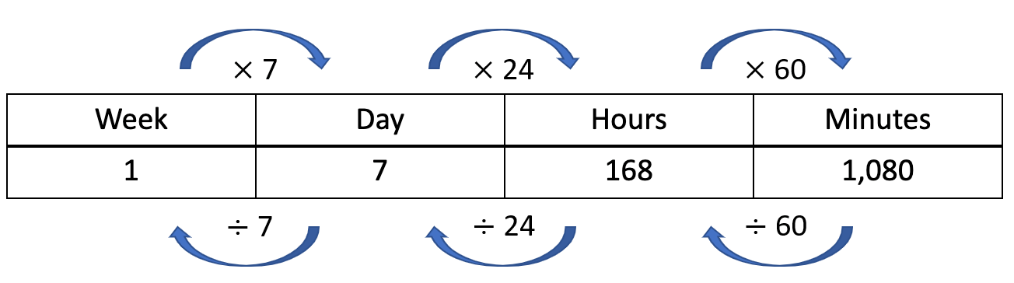 × 7 × 24 × 60
Week Day Hours Minutes
1 7 168 1,080
÷ 7 ÷ 24 ÷ 60